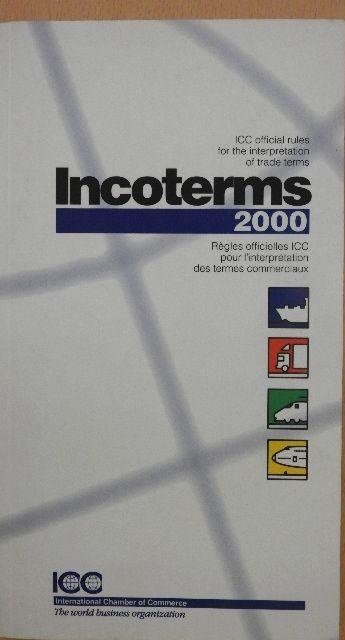 ICC official rules
for the interpretation
of trade terms
Incoterms
2000
Règles officielles ICC
pour l'interprétation
des termes commerciaux
ICC
International Chamber of Commerce
The world business organization